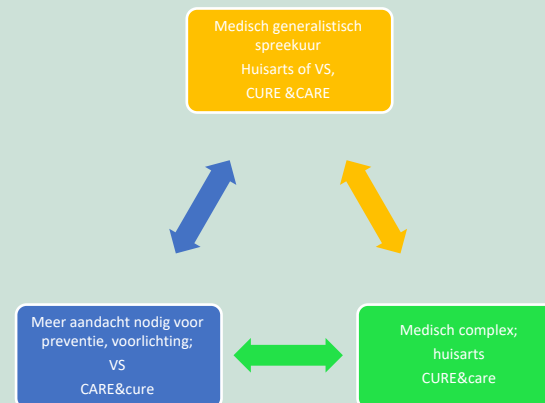 Medisch generalistisch
spreekuur
Huisarts of VS,
CURE &CARE
Meer aandacht nodig voor
preventie, voorlichting;
VS
CARE&cure
Medisch complex;
huisarts
CURE&care